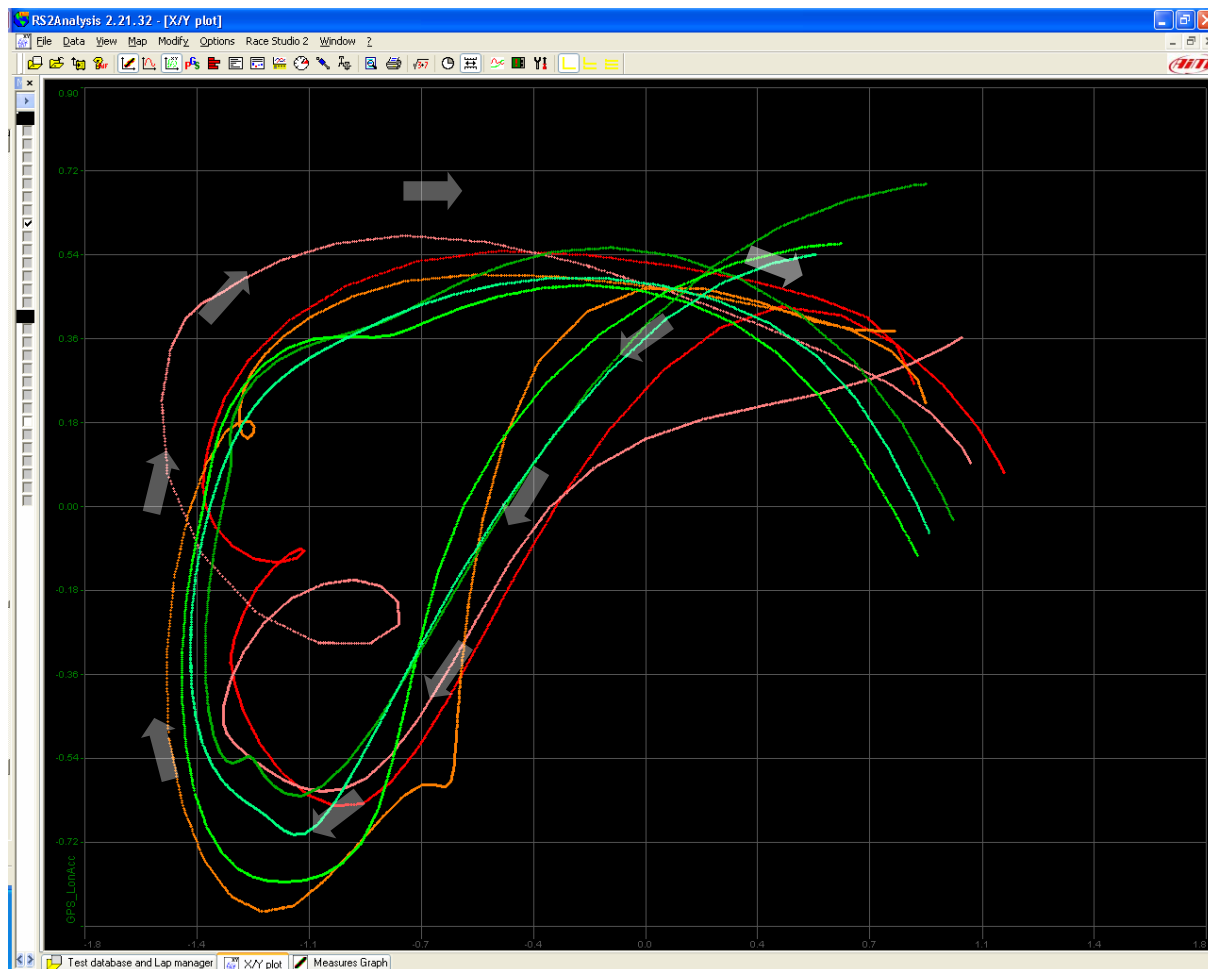 RS2Analysis 2.21.32 - [X/Y plot]
File Data View Map Modify Options Race Studio 2 Window ?
AiM
0.90
0.72
0.54
0.36
0.18
0.00
-0.18
-0.36
-0.54
-0.72
GPS_LonAcc
-1.8 -1.4 -1.1 -0.7 -0.4 0.0 0.4 0.7 1.1 1.4 1.8
Test database and Lap manager X/Y plot Measures Graph